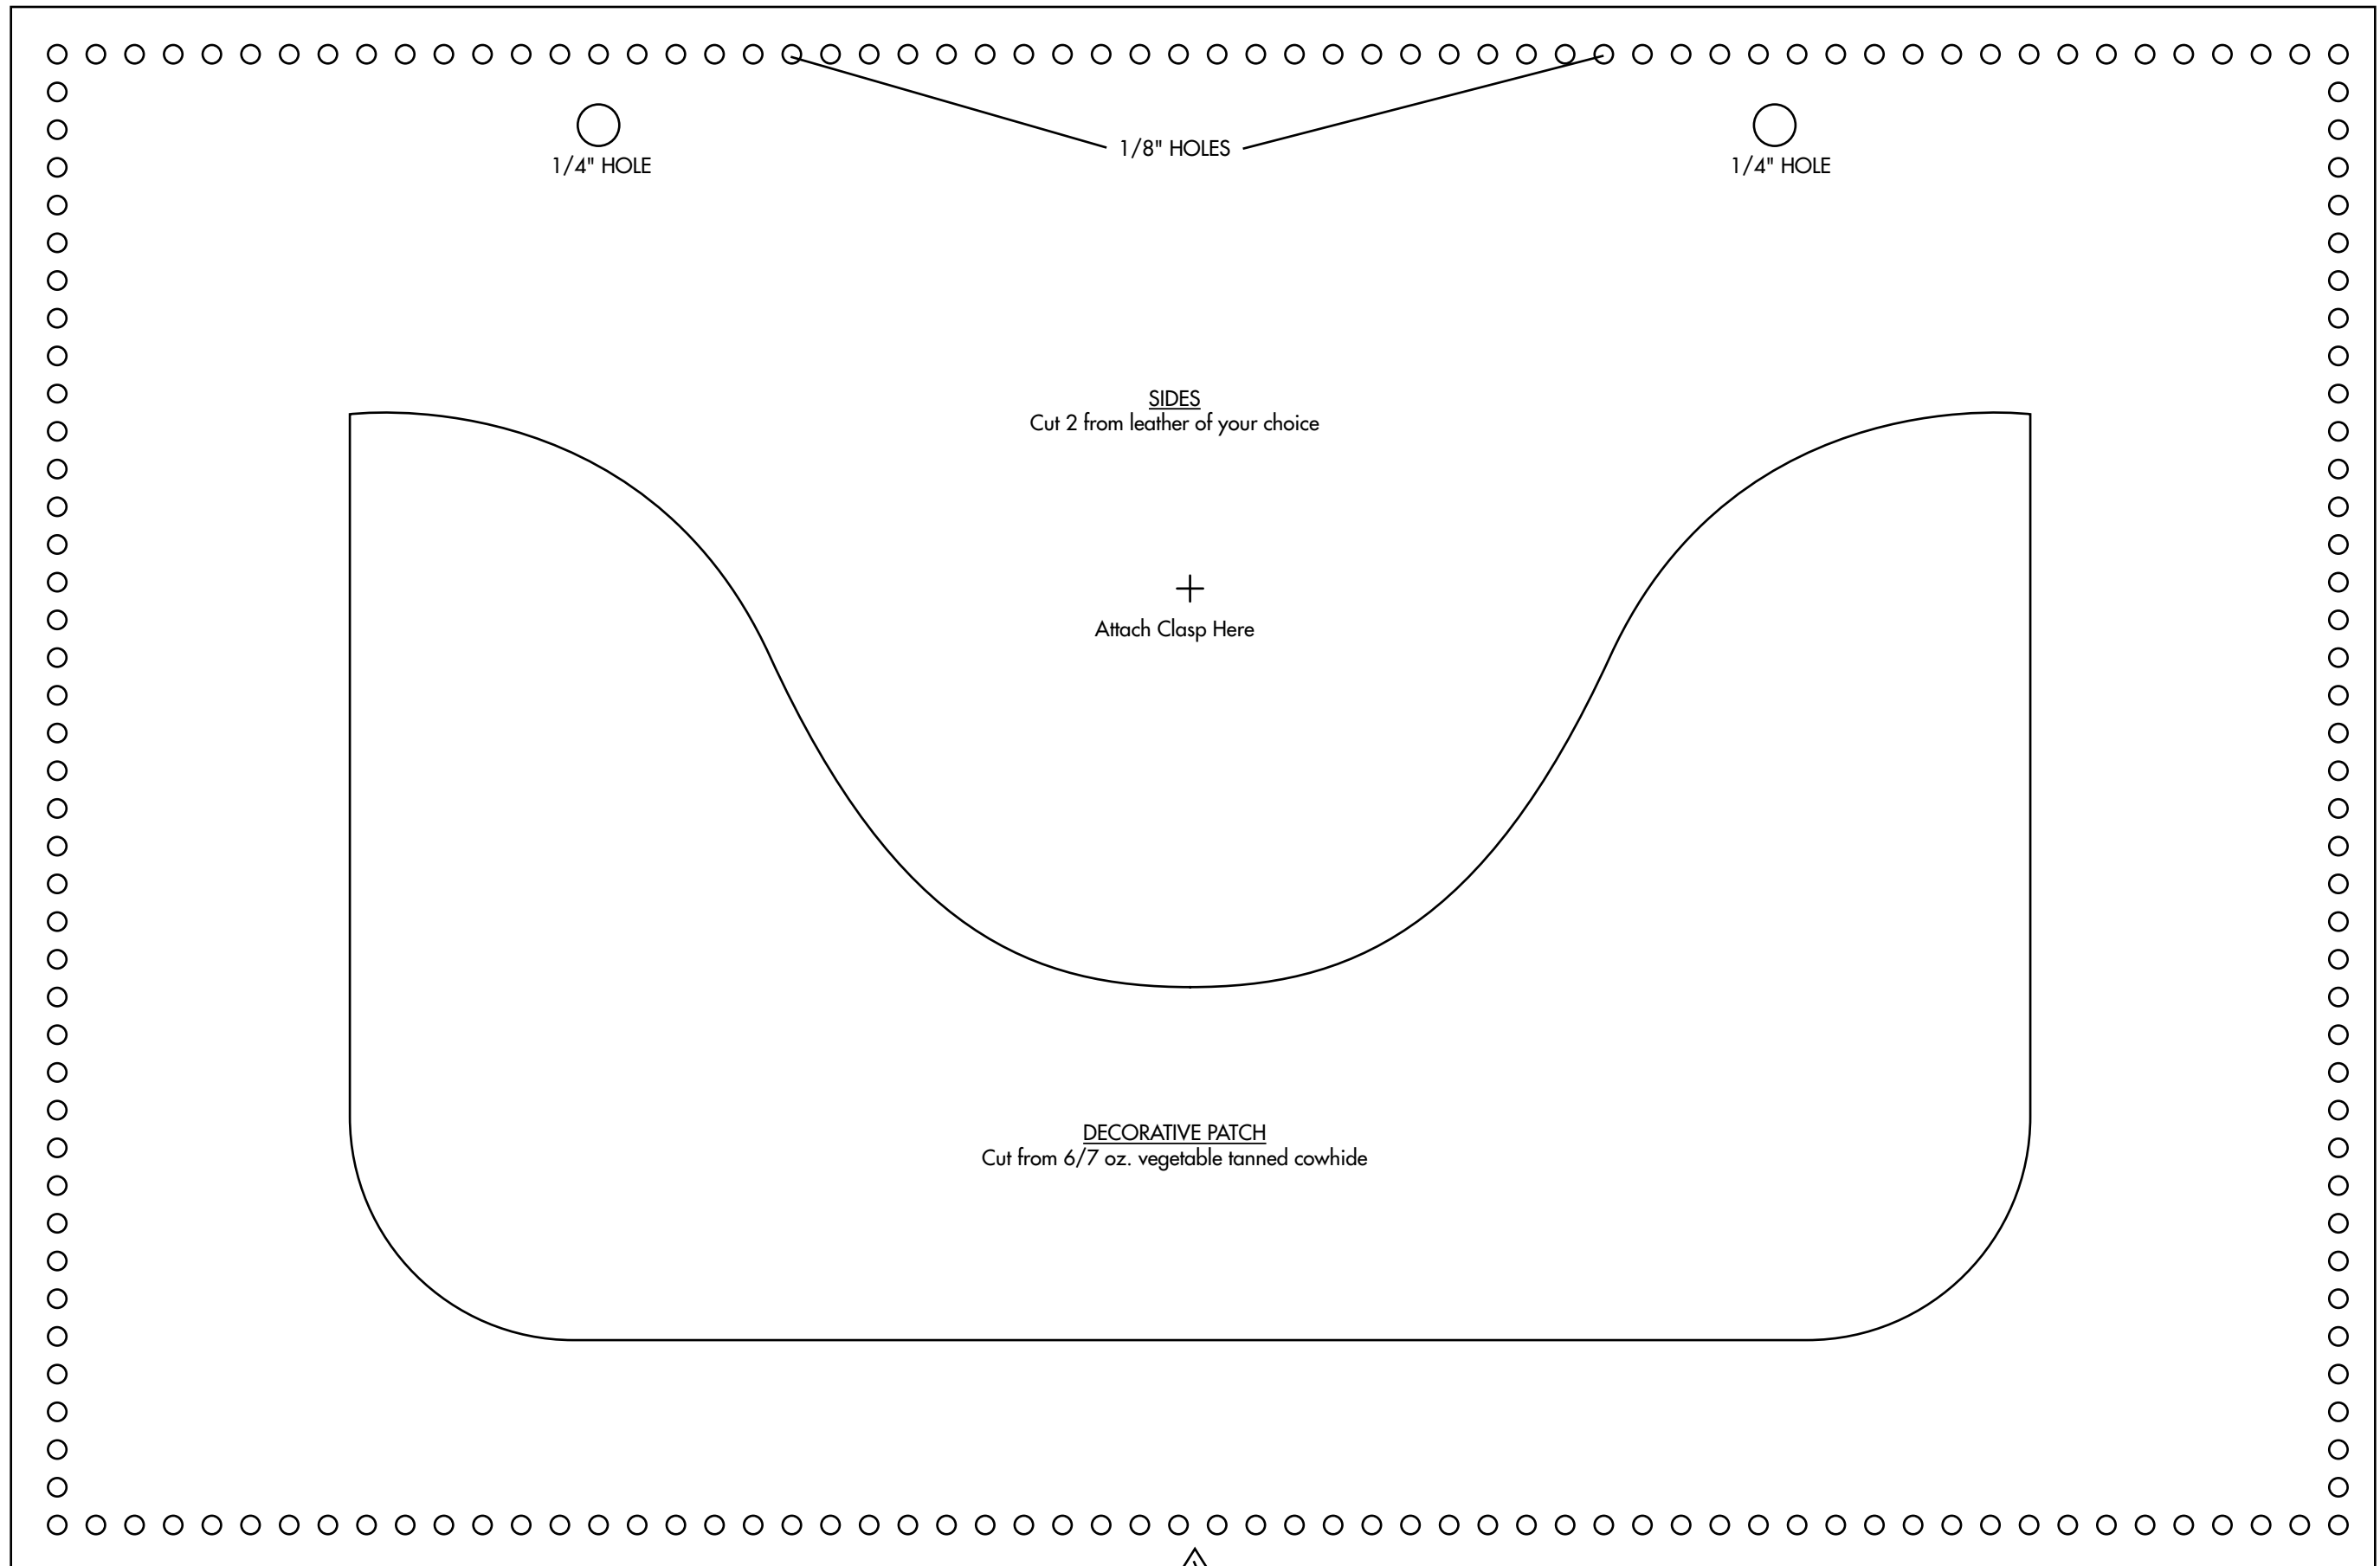 1/8" HOLES
1/4" HOLE
1/4" HOLE
SIDES
Cut 2 from leather of your choice
Attach Clasp Here
DECORATIVE PATCH
Cut from 6/7 oz. vegetable tanned cowhide